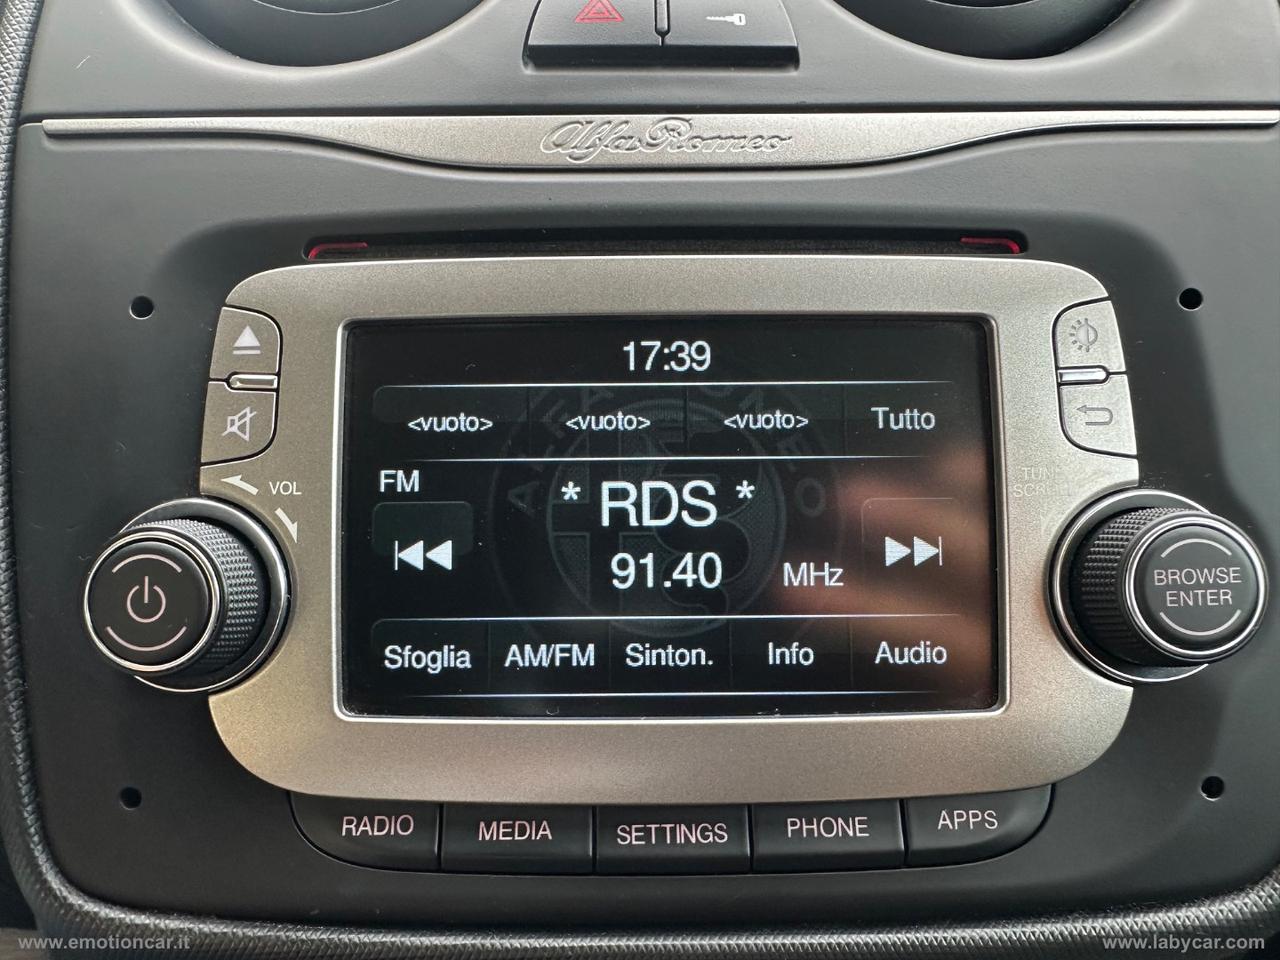 Alfa Romeo
17:39
<vuoto> <vuoto> <vuoto> Tutto
FM
* RDS *
91.40 MHz
Sfoglia AM/FM Sinton. Info Audio
VOL
TUNE
BROWSE
ENTER
RADIO MEDIA SETTINGS PHONE APPS
www.emotioncar.it
www.labycar.com